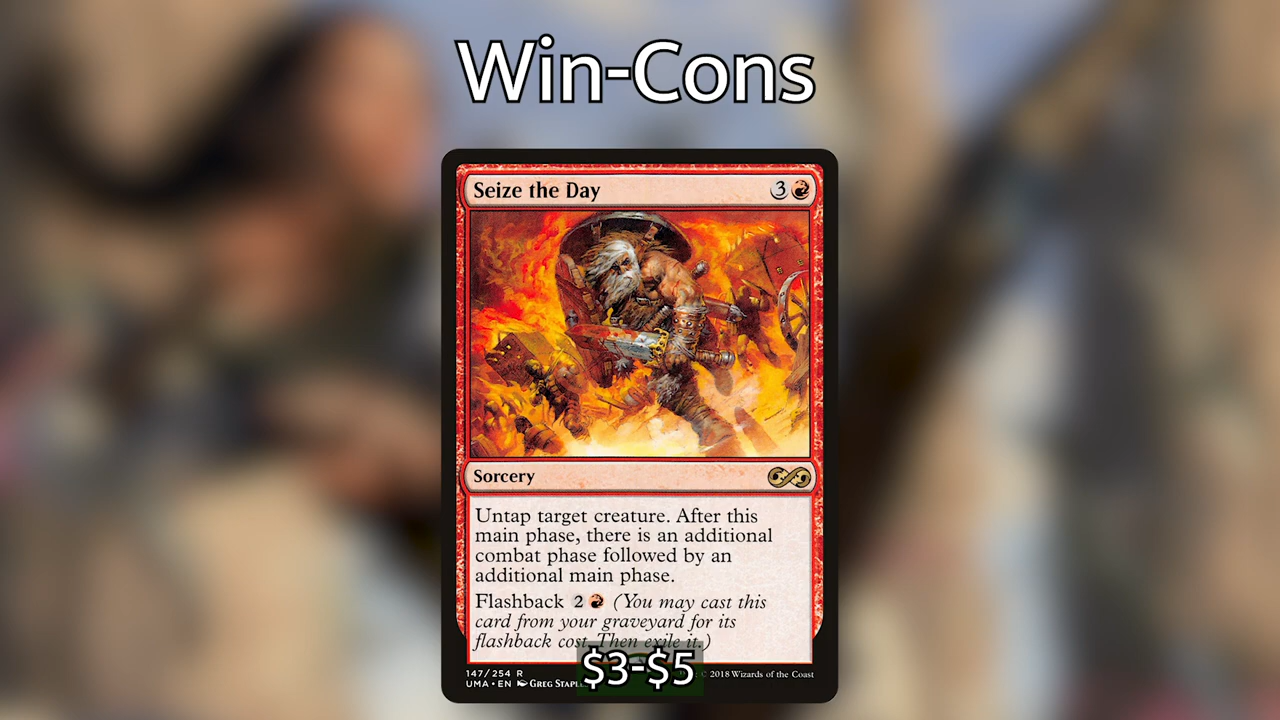 Win-Cons
Seize the Day 3
Sorcery
Untap target creature. After this
main phase, there is an additional
combat phase followed by an
additional main phase.
Flashback 2 (You may cast this
card from your graveyard for its
flashback cost. Then exile it.)
$3-$5
147/254 R
© 2018 Wizards of the Coast
UMA • EN GREG STAPL